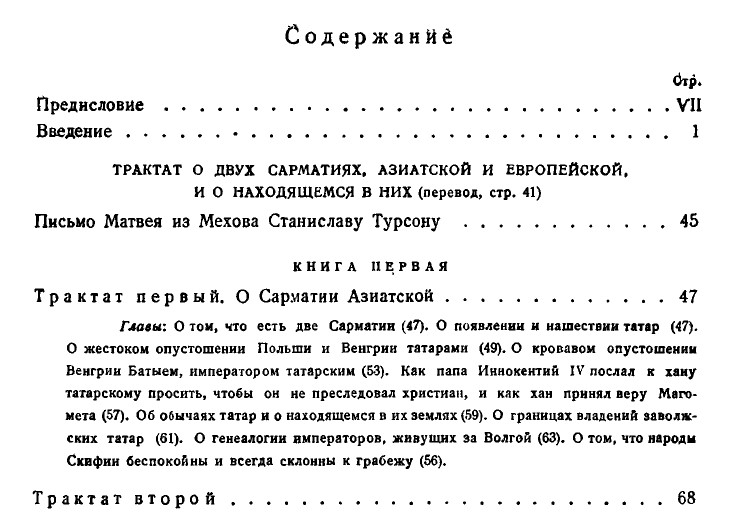 Содержание
Стр.
Предисловие . . . . . . . . . . . . . . . . . . . . . . . . . . . . . . VII
Введение . . . . . . . . . . . . . . . . . . . . . . . . . . . . . . . . 1
ТРАКТАТ О ДВУХ САРМАТИЯХ, АЗИАТСКОЙ И ЕВРОПЕЙСКОЙ,
И О НАХОДЯЩЕМСЯ В НИХ (перевод, стр. 41)
Письмо Матвея из Мехова Станиславу Турсону . . . . . . . . . . . . 45
КНИГА ПЕРВАЯ
Трактат первый. О Сарматии Азиатской . . . . . . . . . . . . . 47
Главы: О том, что есть две Сарматии (47). О появлении и нашествии татар (47).
О жестоком опустошении Польши и Венгрии татарами (49). О кровавом опустошении
Венгрии Батыем, императором татарским (53). Как папа Иннокентий IV послал к хану
татарскому просить, чтобы он не преследовал христиан, и как хан принял веру Маго-
мета (57). Об обычаях татар и о находящемся в их землях (59). О границах владений заволж-
ских татар (61). О генеалогии императоров, живущих за Волгой (63). О том, что народы
Скифии беспокойны и всегда склонны к грабежу (56).
Трактат второй . . . . . . . . . . . . . . . . . . . . . . . . . . 68